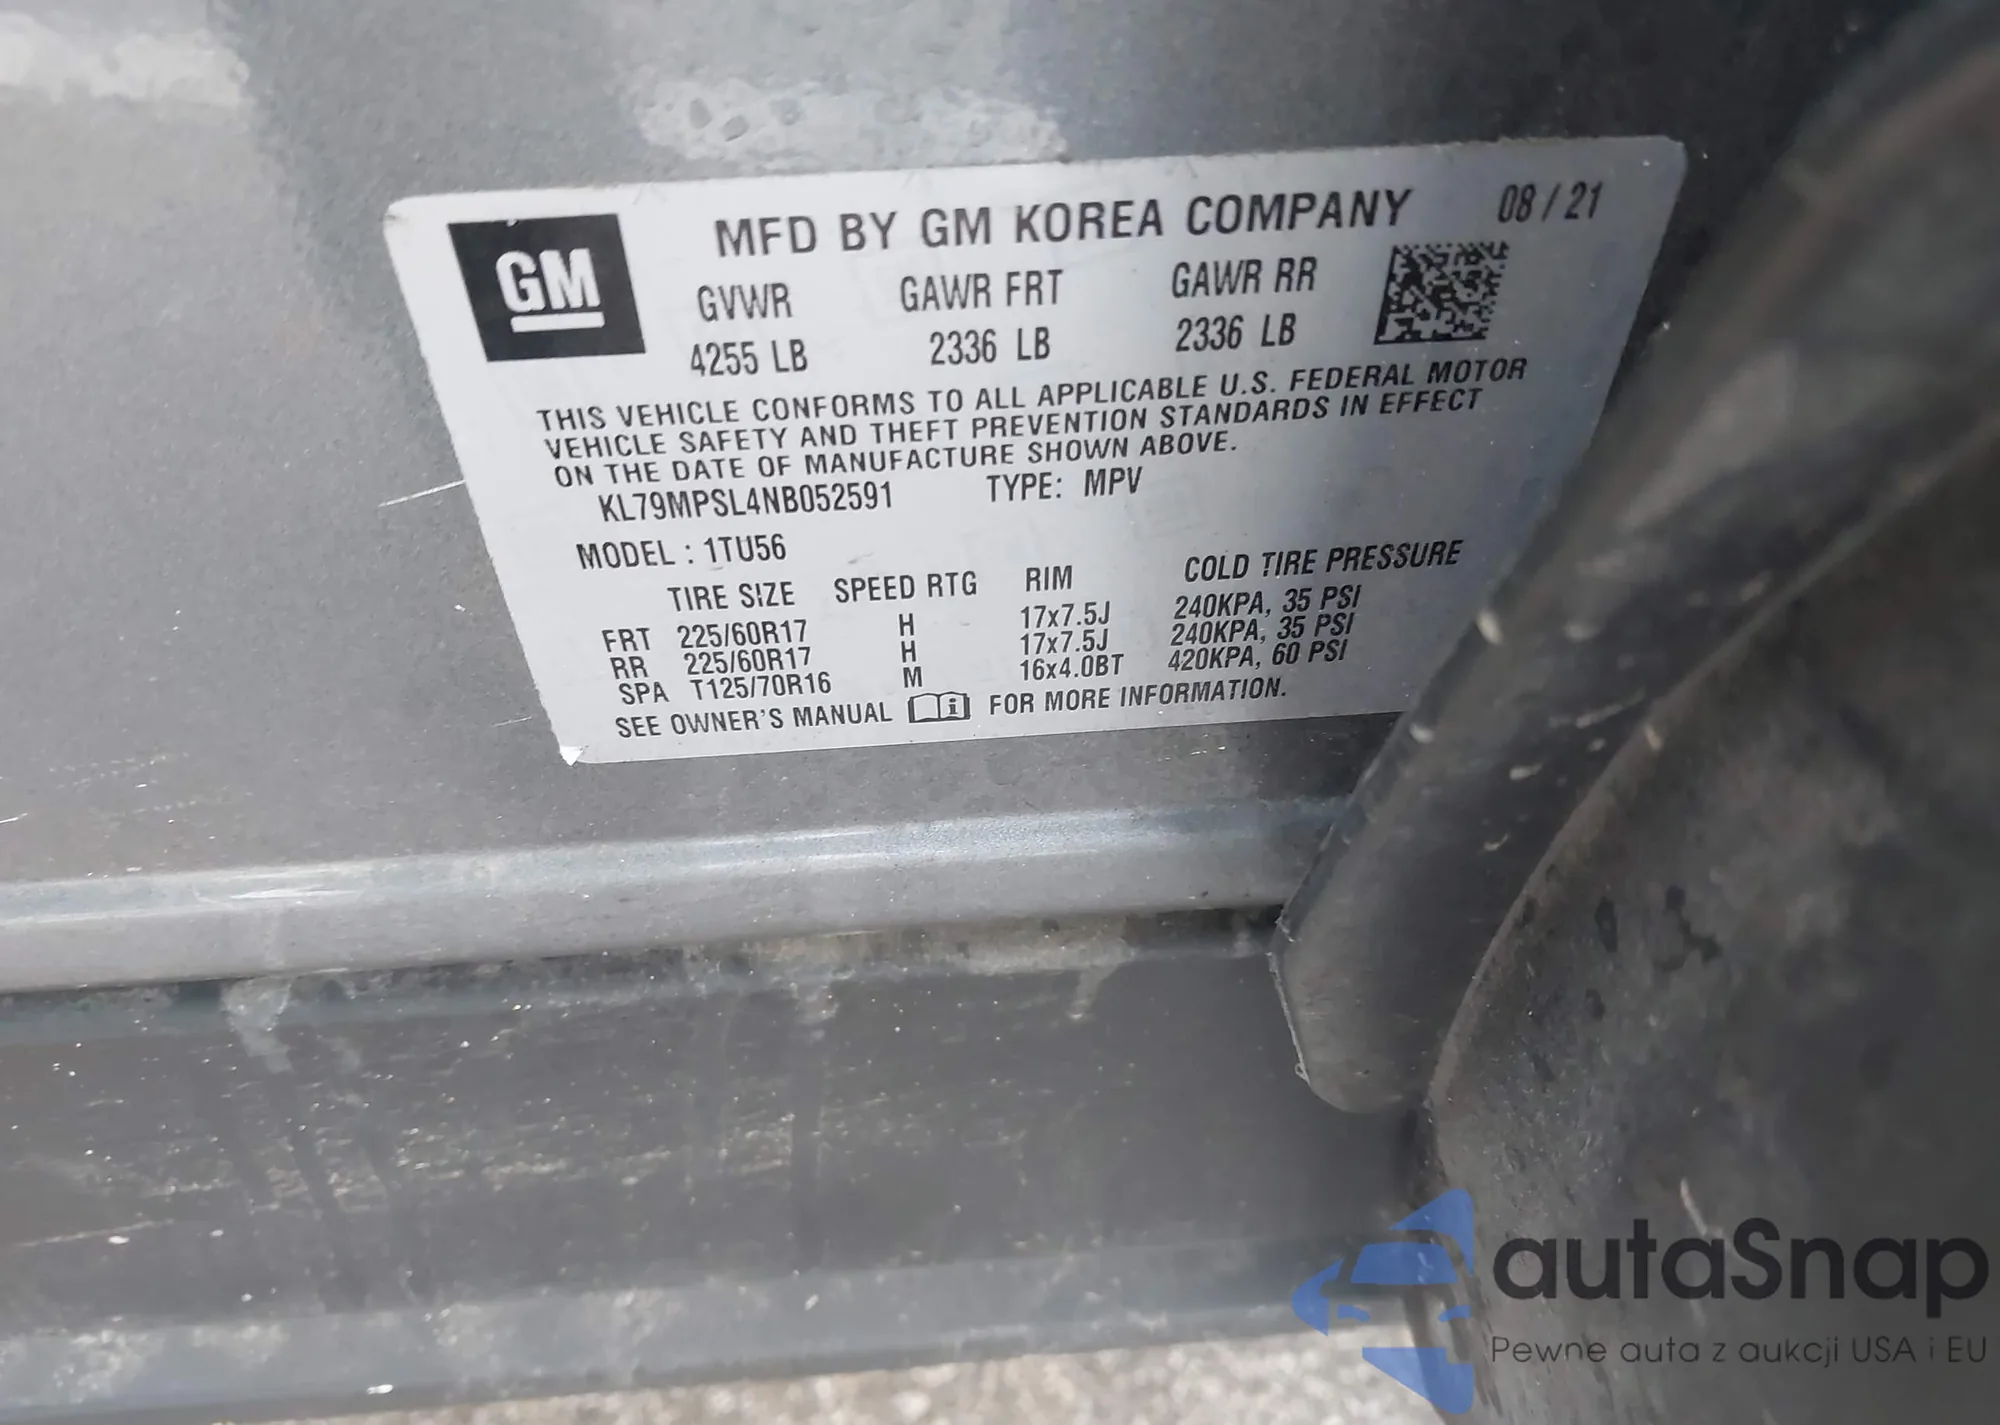 GM
MFD BY GM KOREA COMPANY 08 / 21
GVWR GAWR FRT GAWR RR
4255 LB 2336 LB 2336 LB
THIS VEHICLE CONFORMS TO ALL APPLICABLE U.S. FEDERAL MOTOR
VEHICLE SAFETY AND THEFT PREVENTION STANDARDS IN EFFECT
ON THE DATE OF MANUFACTURE SHOWN ABOVE.
KL79MPSL4NB052591 TYPE: MPV
MODEL : 1TU56
TIRE SIZE SPEED RTG RIM COLD TIRE PRESSURE
FRT 225/60R17 H 17x7.5J 240KPA, 35 PSI
RR 225/60R17 H 17x7.5J 240KPA, 35 PSI
SPA T125/70R16 M 16x4.0BT 420KPA, 60 PSI
SEE OWNER'S MANUAL i FOR MORE INFORMATION.
autaSnap
Pewne auta z aukcji USA i EU